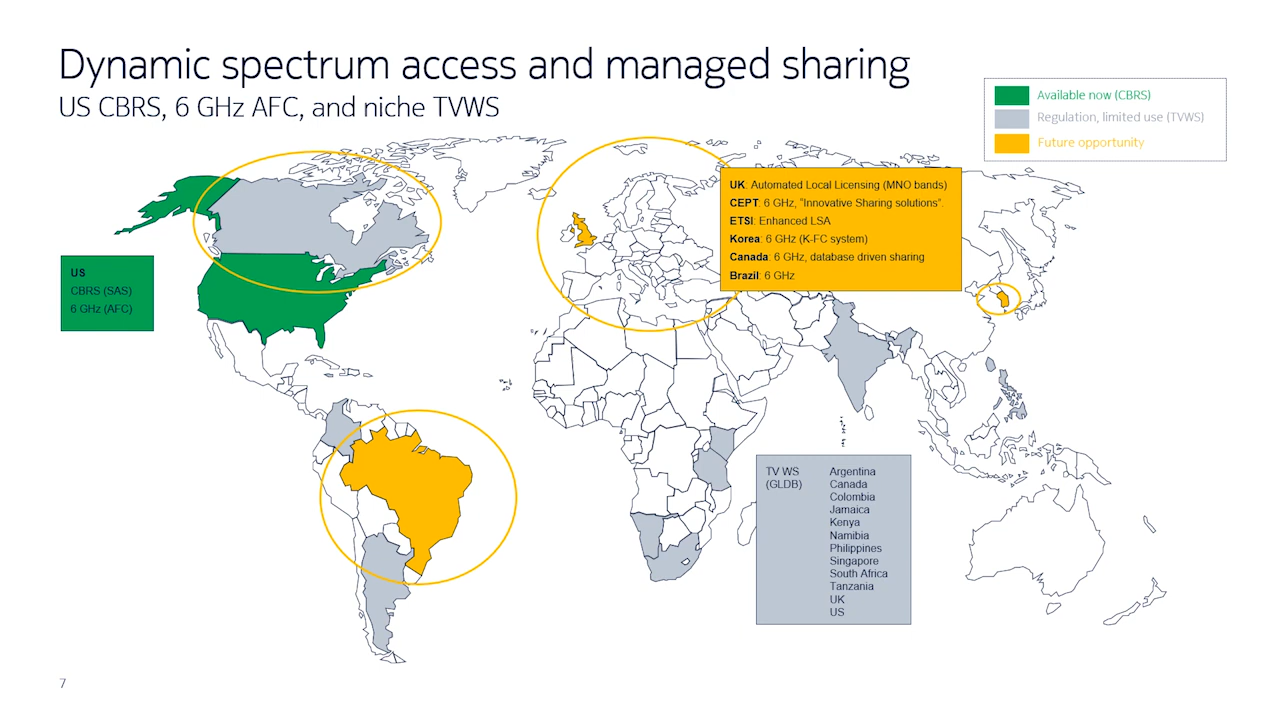 Dynamic spectrum access and managed sharing
US CBRS, 6 GHz AFC, and niche TVWS
Available now (CBRS)
Regulation, limited use (TVWS)
Future opportunity
UK: Automated Local Licensing (MNO bands)
CEPT: 6 GHz, "Innovative Sharing solutions".
ETSI: Enhanced LSA
Korea: 6 GHz (K-FC system)
Canada: 6 GHz, database driven sharing
Brazil: 6 GHz
US
CBRS (SAS)
6 GHz (AFC)
TV WS
(GLDB)
Argentina
Canada
Colombia
Jamaica
Kenya
Namibia
Philippines
Singapore
South Africa
Tanzania
UK
US
7